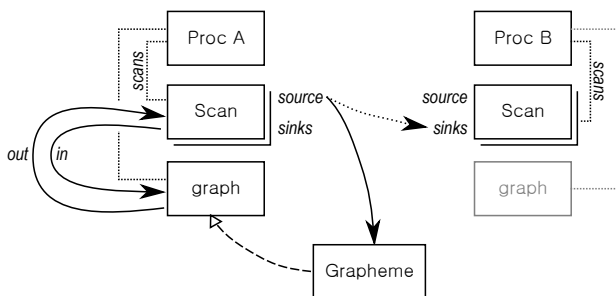 Proc A
Proc B
scans
scans
Scan
source
sinks
source
sinks
Scan
out
in
graph
graph
Grapheme